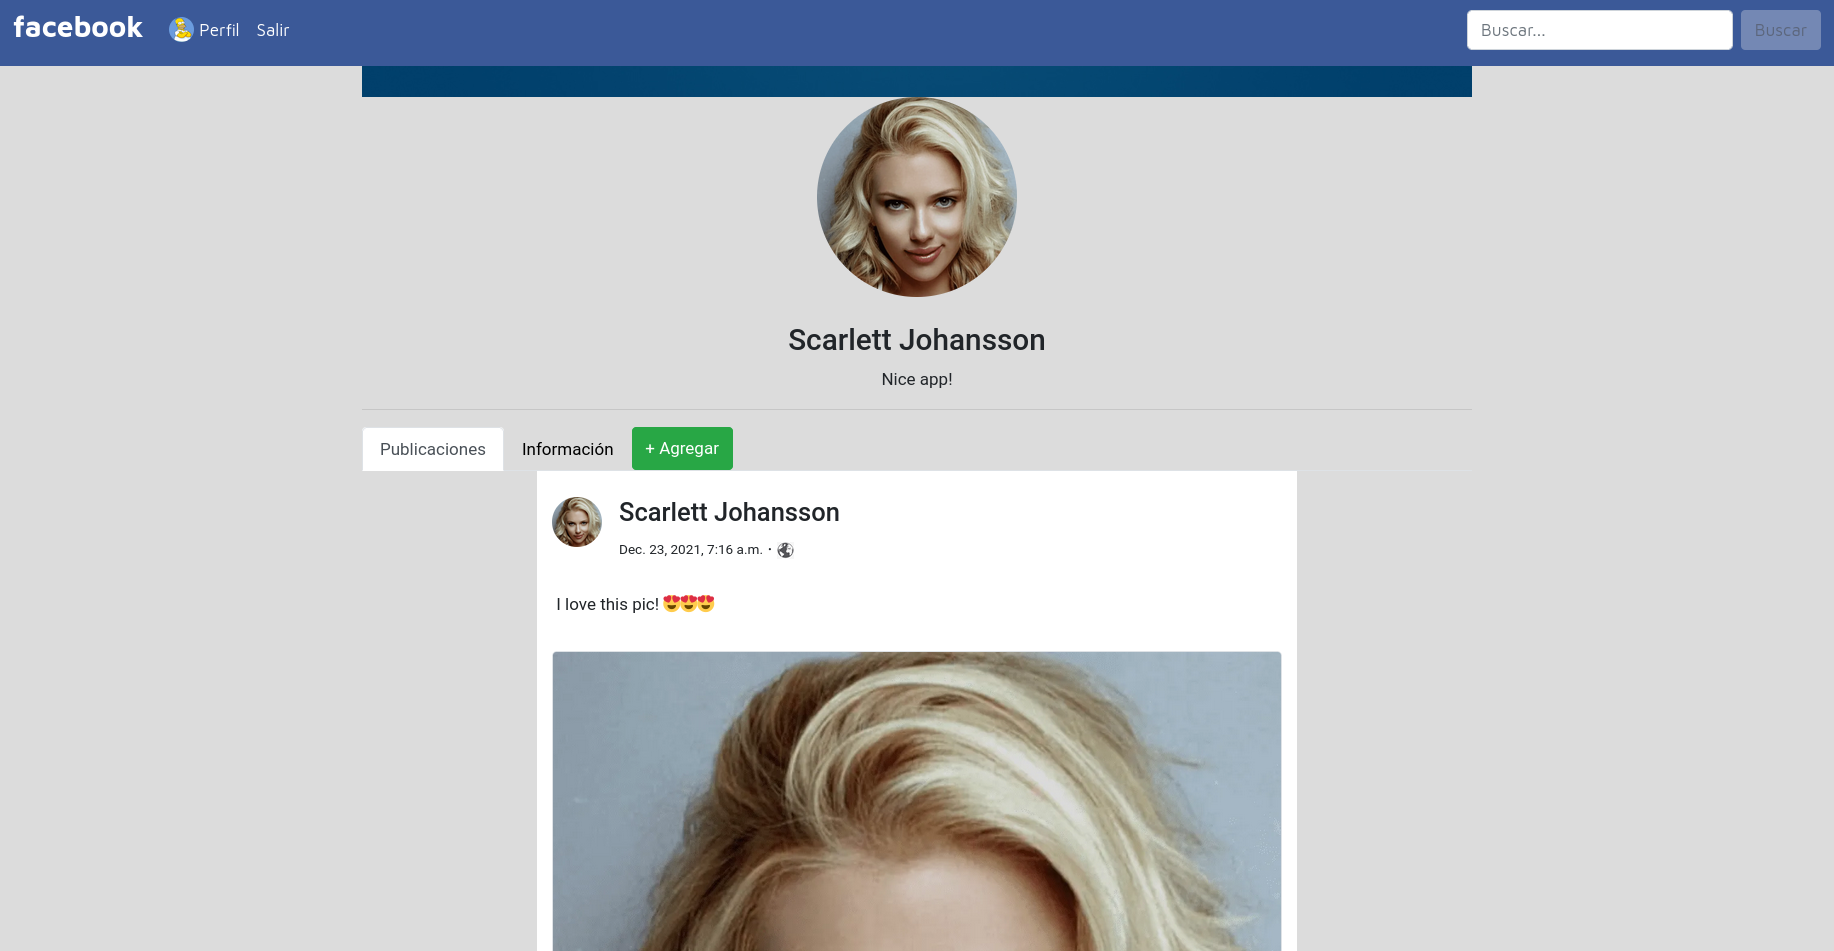 facebook Perfil Salir Buscar... Buscar
Scarlett Johansson
Nice app!
Publicaciones Información + Agregar
Scarlett Johansson
Dec. 23, 2021, 7:16 a.m. ·
I love this pic! 😍😍😍